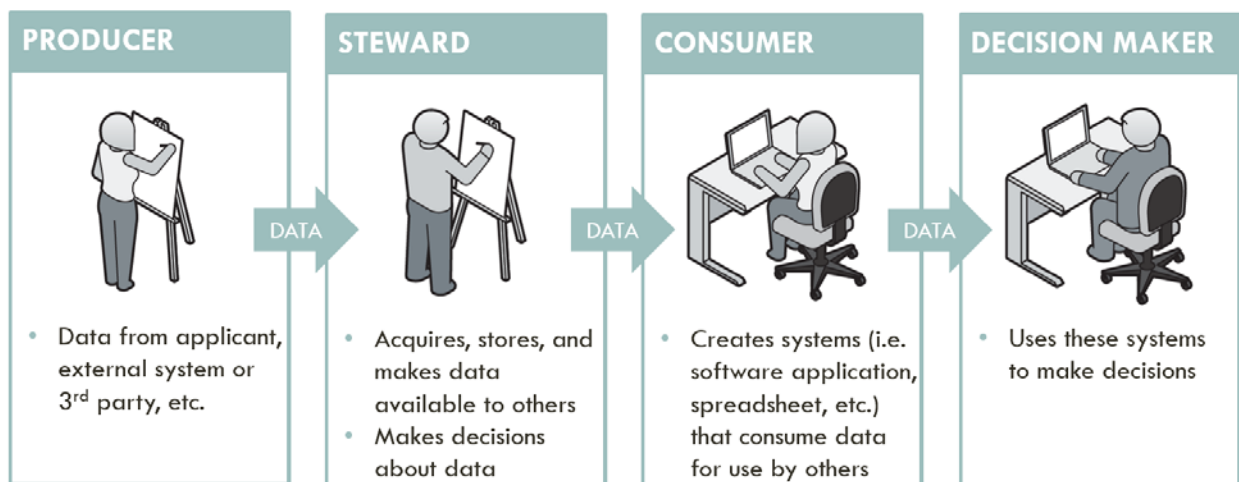 PRODUCER
DATA
• Data from applicant,
external system or
3rd party, etc.
STEWARD
DATA
• Acquires, stores, and
makes data
available to others
• Makes decisions
about data
CONSUMER
DATA
• Creates systems (i.e.
software application,
spreadsheet, etc.)
that consume data
for use by others
DECISION MAKER
• Uses these systems
to make decisions